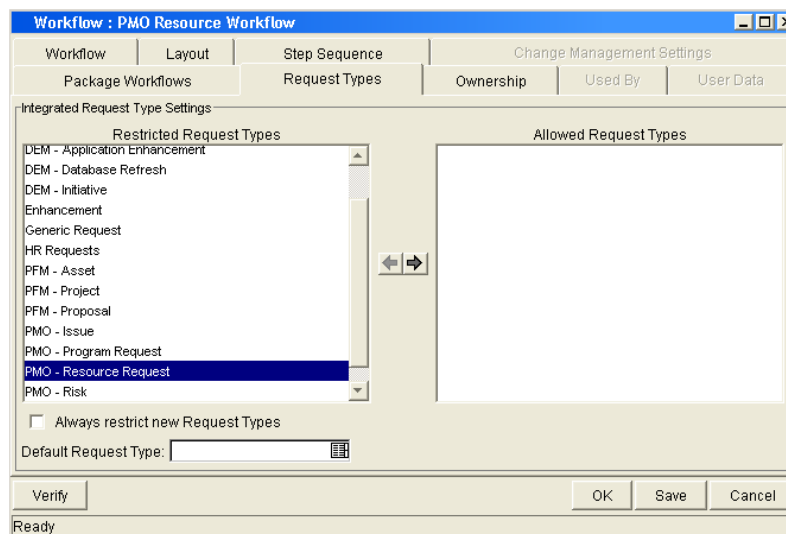 Workflow : PMO Resource Workflow
Workflow
Layout
Step Sequence
Change Management Settings
Package Workflows
Request Types
Ownership
Used By
User Data
Integrated Request Type Settings
Restricted Request Types
Allowed Request Types
DEM - Application Enhancement
DEM - Database Refresh
DEM - Initiative
Enhancement
Generic Request
HR Requests
PFM - Asset
PFM - Project
PFM - Proposal
PMO - Issue
PMO - Program Request
PMO - Resource Request
PMO - Risk
Always restrict new Request Types
Default Request Type:
Verify
OK
Save
Cancel
Ready